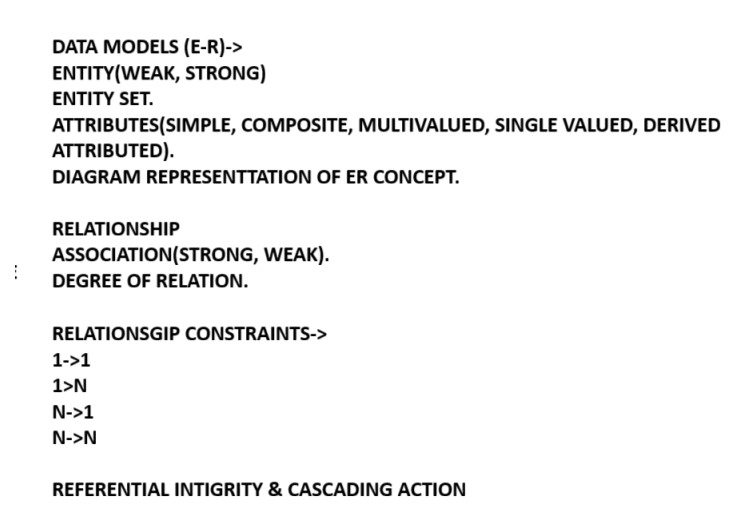 DATA MODELS (E-R)->
ENTITY(WEAK, STRONG)
ENTITY SET.
ATTRIBUTES(SIMPLE, COMPOSITE, MULTIVALUED, SINGLE VALUED, DERIVED
ATTRIBUTED).
DIAGRAM REPRESENTTATION OF ER CONCEPT.
RELATIONSHIP
ASSOCIATION(STRONG, WEAK).
DEGREE OF RELATION.
RELATIONSGIP CONSTRAINTS->
1->1
1>N
N->1
N->N
REFERENTIAL INTIGRITY & CASCADING ACTION